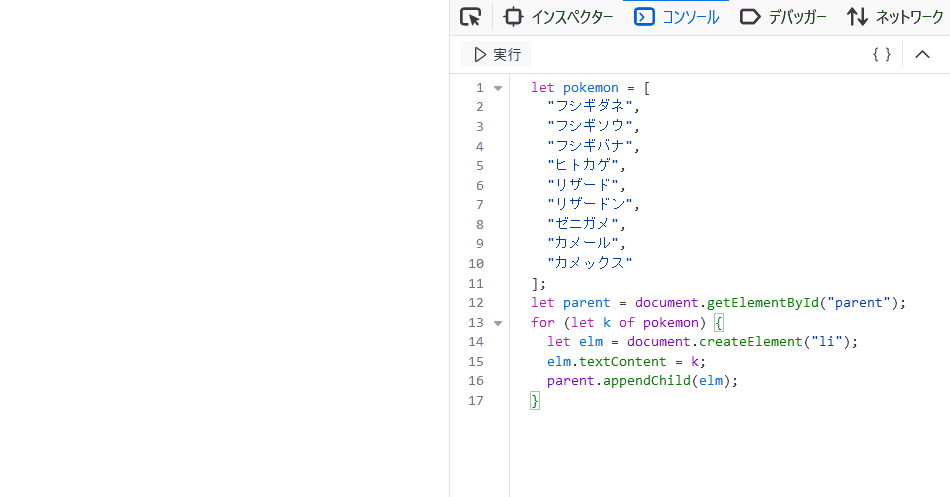 インスペクター コンソール デバッガー ネットワーク
実行 { }
1 let pokemon = [
2 "フシギダネ",
3 "フシギソウ",
4 "フシギバナ",
5 "ヒトカゲ",
6 "リザード",
7 "リザードン",
8 "ゼニガメ",
9 "カメール",
10 "カメックス"
11 ];
12 let parent = document.getElementById("parent");
13 for (let k of pokemon) {
14 let elm = document.createElement("li");
15 elm.textContent = k;
16 parent.appendChild(elm);
17 }